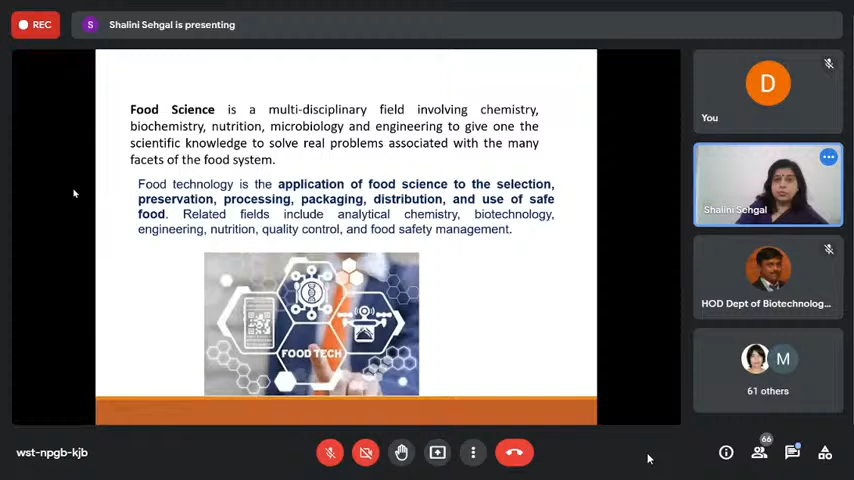 REC
S
Shalini Sehgal is presenting
Food Science is a multi-disciplinary field involving chemistry,
biochemistry, nutrition, microbiology and engineering to give one the
scientific knowledge to solve real problems associated with the many
facets of the food system.
Food technology is the application of food science to the selection,
preservation, processing, packaging, distribution, and use of safe
food. Related fields include analytical chemistry, biotechnology,
engineering, nutrition, quality control, and food safety management.
FOOD TECH
D
You
Shalini Sehgal
HOD Dept of Biotechnolog...
M
61 others
wst-npgb-kjb
66